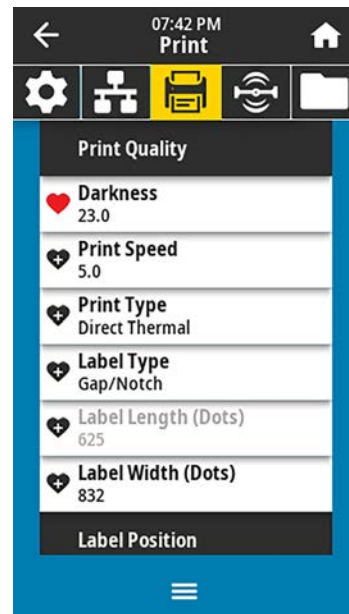 07:42 PM
Print
Print Quality
Darkness
23.0
Print Speed
5.0
Print Type
Direct Thermal
Label Type
Gap/Notch
Label Length (Dots)
625
Label Width (Dots)
832
Label Position